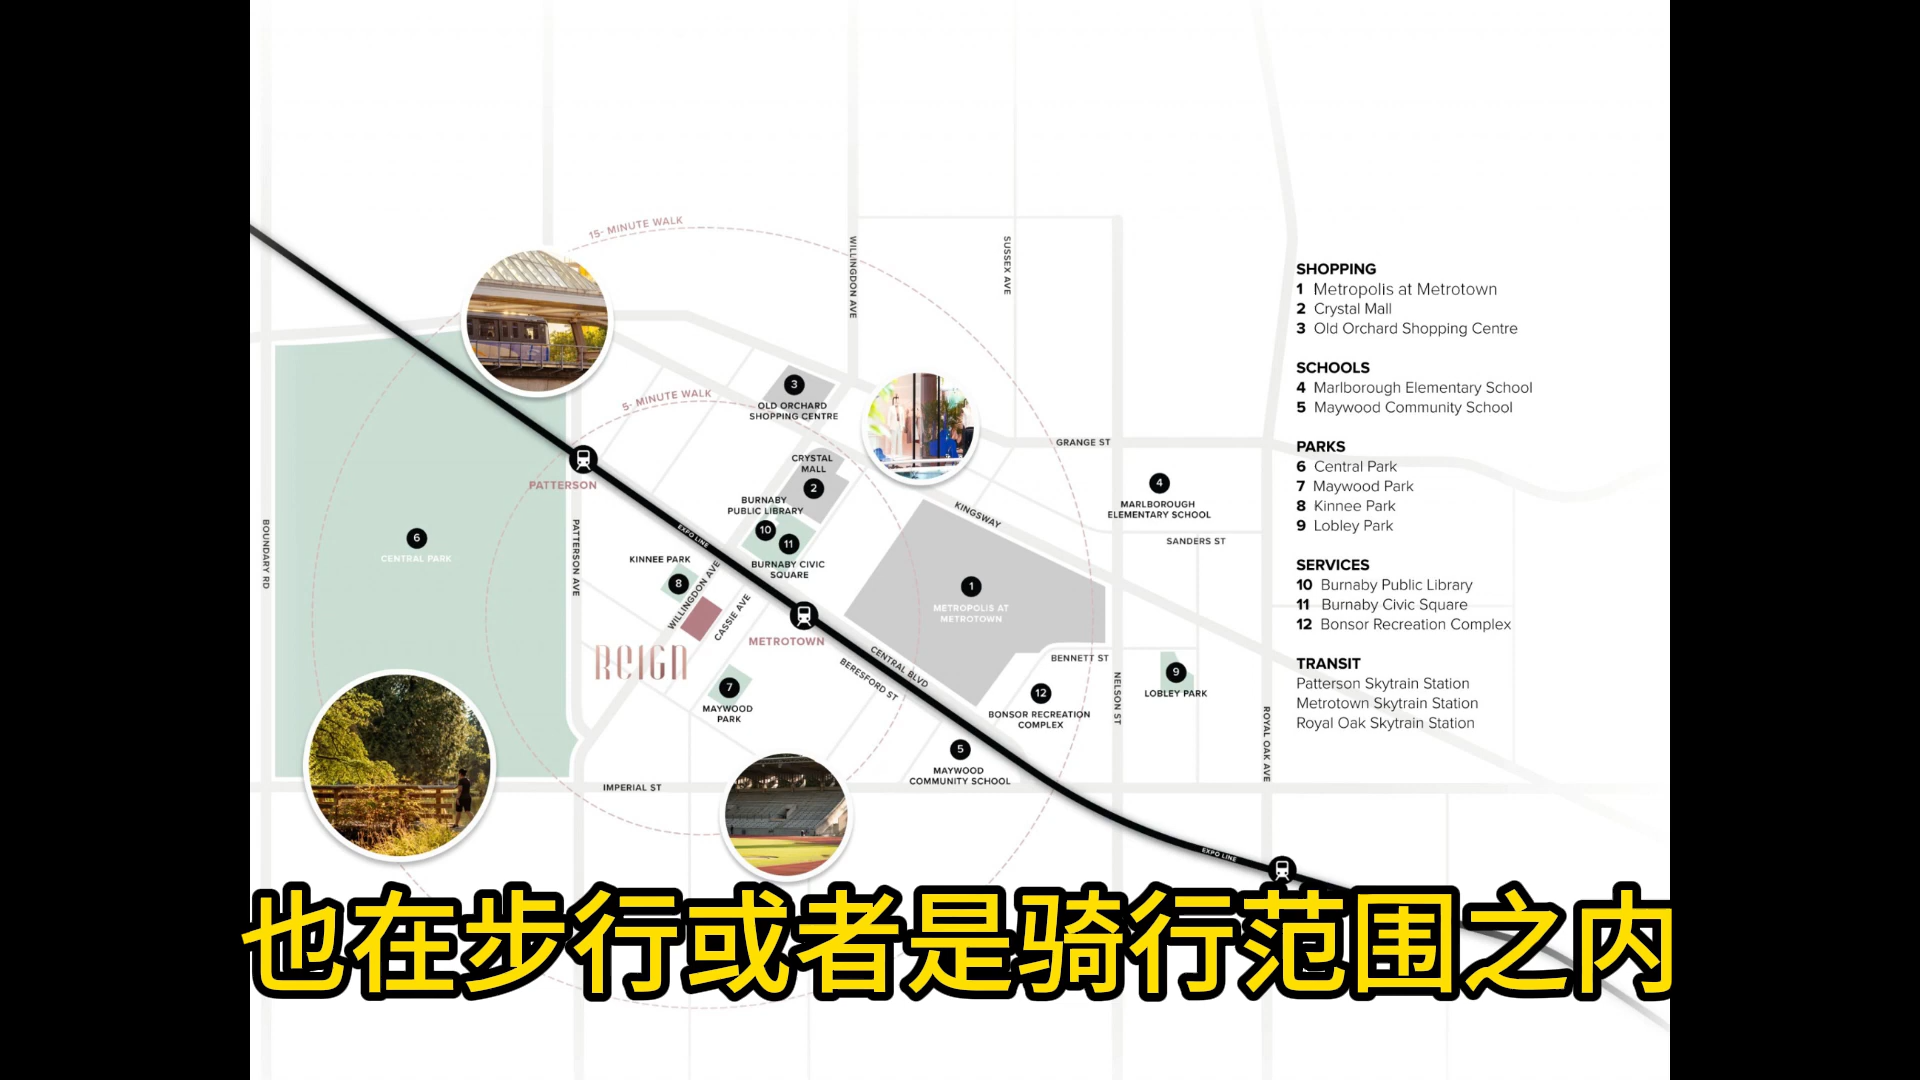 15- MINUTE WALK
WILLINGDON AVE
SUSSEX AVE
5- MINUTE WALK
3
OLD ORCHARD
SHOPPING CENTRE
GRANGE ST
CRYSTAL
MALL
2
PATTERSON
BURNABY
PUBLIC LIBRARY
10
11
BURNABY CIVIC
SQUARE
KINGSWAY
4
MARLBOROUGH
ELEMENTARY SCHOOL
SANDERS ST
EXPO LINE
BOUNDARY RD
6
CENTRAL PARK
PATTERSON AVE
KINNEE PARK
8
WILLINGDON AVE
CASSIE AVE
1
METROPOLIS AT
METROTOWN
METROTOWN
REIGN
CENTRAL BLVD
BERESFORD ST
BENNETT ST
7
MAYWOOD
PARK
12
BONSOR RECREATION
COMPLEX
NELSON ST
9
LOBLEY PARK
ROYAL OAK AVE
5
MAYWOOD
COMMUNITY SCHOOL
IMPERIAL ST
EXPO LINE
SHOPPING
1 Metropolis at Metrotown
2 Crystal Mall
3 Old Orchard Shopping Centre
SCHOOLS
4 Marlborough Elementary School
5 Maywood Community School
PARKS
6 Central Park
7 Maywood Park
8 Kinnee Park
9 Lobley Park
SERVICES
10 Burnaby Public Library
11 Burnaby Civic Square
12 Bonsor Recreation Complex
TRANSIT
Patterson Skytrain Station
Metrotown Skytrain Station
Royal Oak Skytrain Station
也在步行或者是骑行范围之内